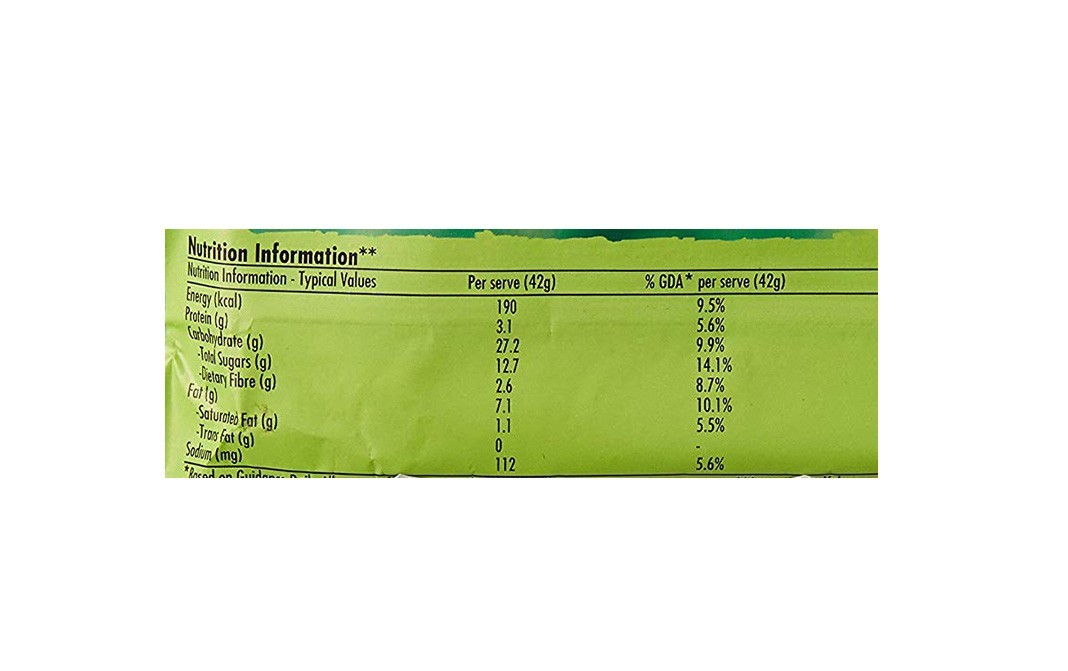 Nutrition Information**
Nutrition Information - Typical Values Per serve (42g) % GDA* per serve (42g)
Energy (kcal) 190 9.5%
Protein (g) 3.1 5.6%
Carbohydrate (g) 27.2 9.9%
-Total Sugars (g) 12.7 14.1%
-Dietary Fibre (g) 2.6 8.7%
Fat (g) 7.1 10.1%
-Saturated Fat (g) 1.1 5.5%
-Trans Fat (g) 0 -
Sodium (mg) 112 5.6%
*Based on